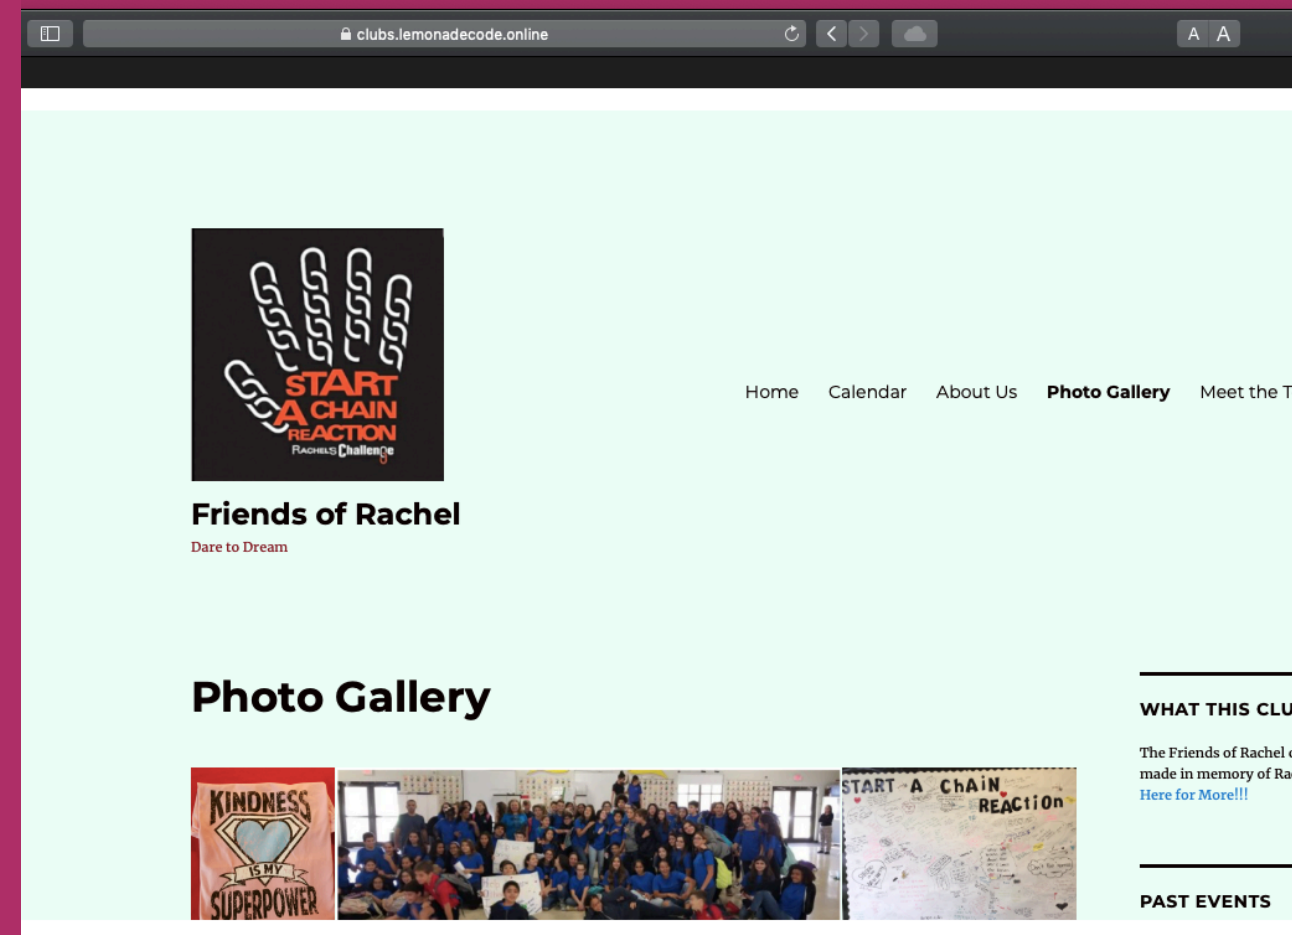 clubs.lemonadecode.online
A A
START
A CHAIN
REACTION
RACHEL'S Challenge
Home Calendar About Us Photo Gallery Meet the T
Friends of Rachel
Dare to Dream
Photo Gallery
KINDNESS
IS MY
SUPERPOWER
START A CHAiN
REACTiOn
WHAT THIS CLU
The Friends of Rachel c
made in memory of Ra
Here for More!!!
PAST EVENTS